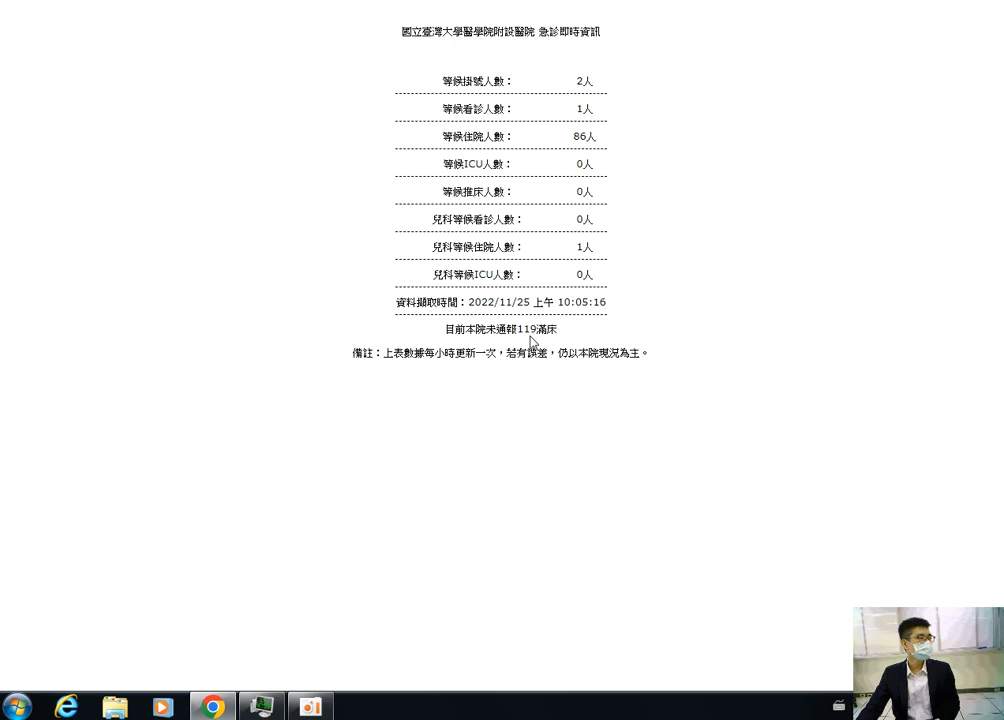 國立臺灣大學醫學院附設醫院 急診即時資訊
等候掛號人數： 2人
等候看診人數： 1人
等候住院人數： 86人
等候ICU人數： 0人
等候推床人數： 0人
兒科等候看診人數： 0人
兒科等候住院人數： 1人
兒科等候ICU人數： 0人
資料擷取時間：2022/11/25 上午 10:05:16
目前本院未通報119滿床
備註：上表數據每小時更新一次，若有誤差，仍以本院現況為主。